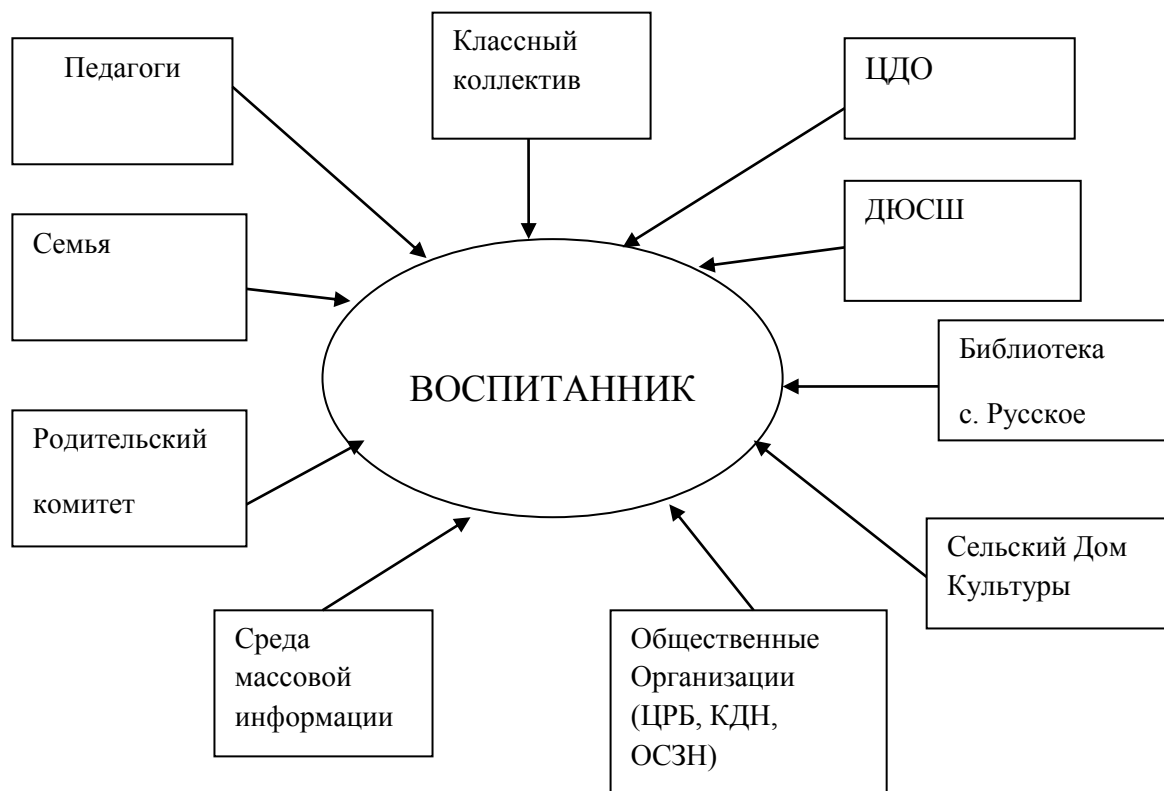 Педагоги
Классный
коллектив
ЦДО
Семья
ДЮСШ
ВОСПИТАННИК
Библиотека
с. Русское
Родительский
комитет
Сельский Дом
Культуры
Среда
массовой
информации
Общественные
Организации
(ЦРБ, КДН,
ОСЗН)